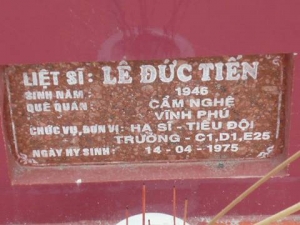 LIỆT SĨ: LÊ ĐỨC TIẾN
SINH NĂM: 1946
QUÊ QUÁN: CẨM NGHỆ
VĨNH PHÚ
CHỨC VỤ, ĐƠN VỊ: HẠ SĨ - TIỂU ĐỘI
TRƯỞNG - C1,D1,E25
NGÀY HY SINH: 14-04-1975